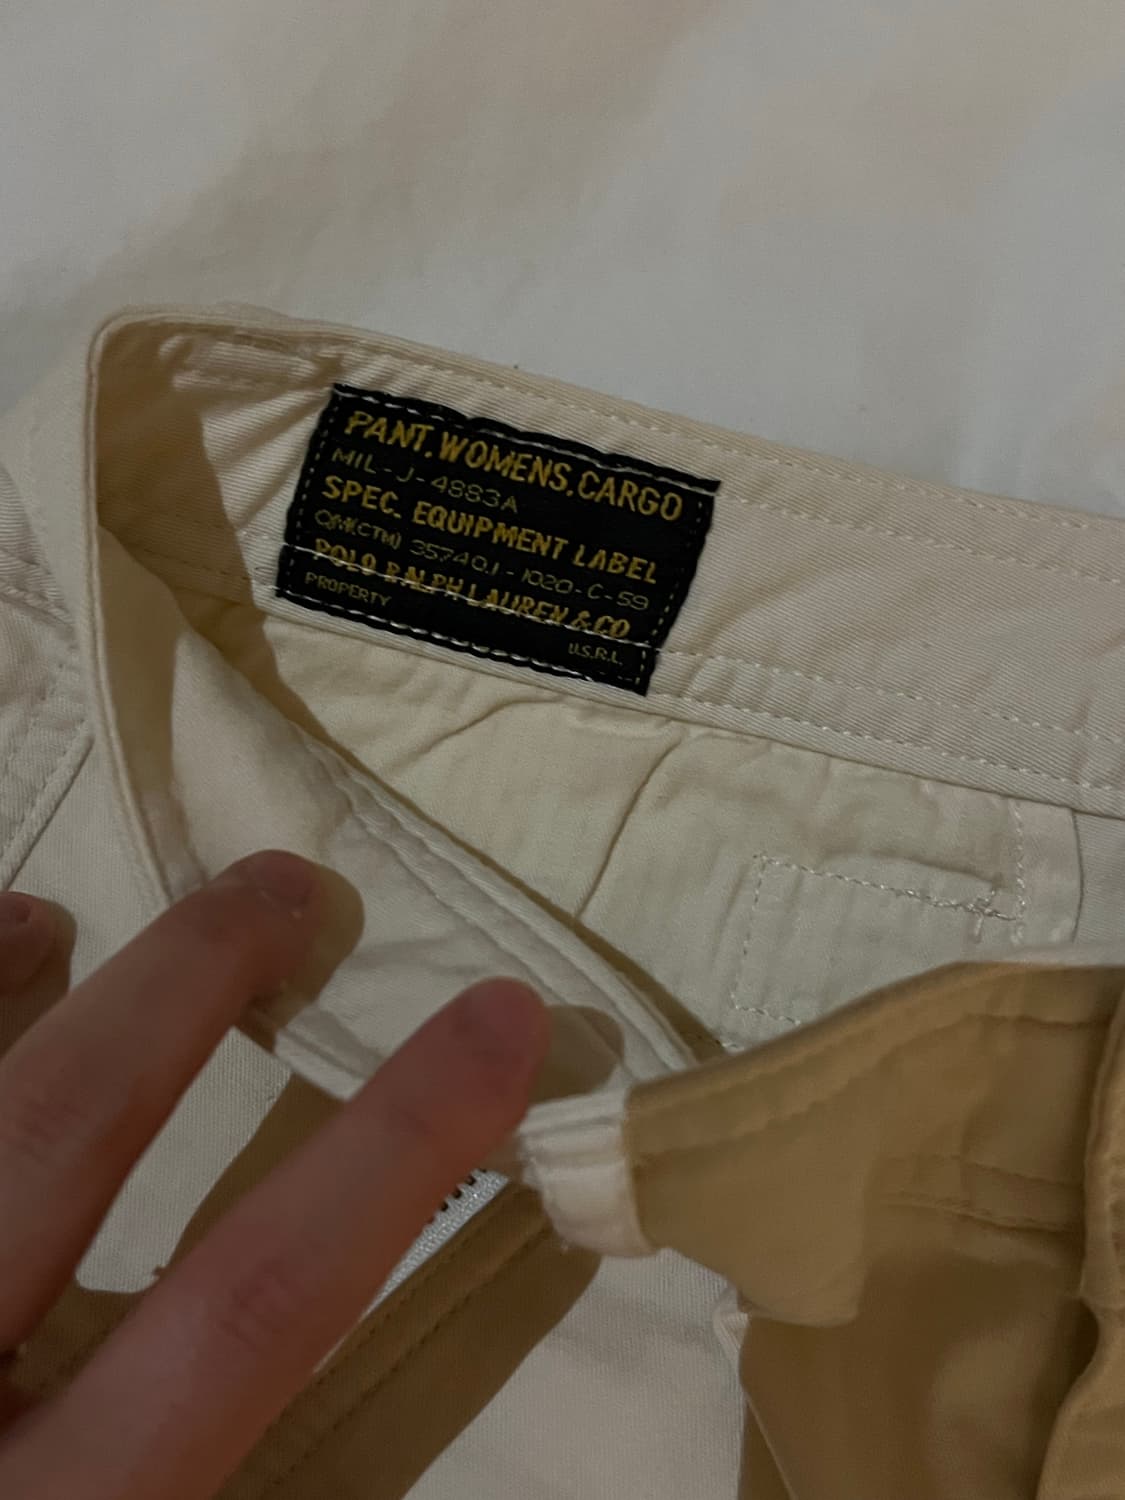 PANT.WOMENS.CARGO
MIL-J-4883A
SPEC. EQUIPMENT LABEL
QM(CTM) 35740.1-1020-C-59
POLO RALPH LAUREN & CO
PROPERTY
U.S.R.L.